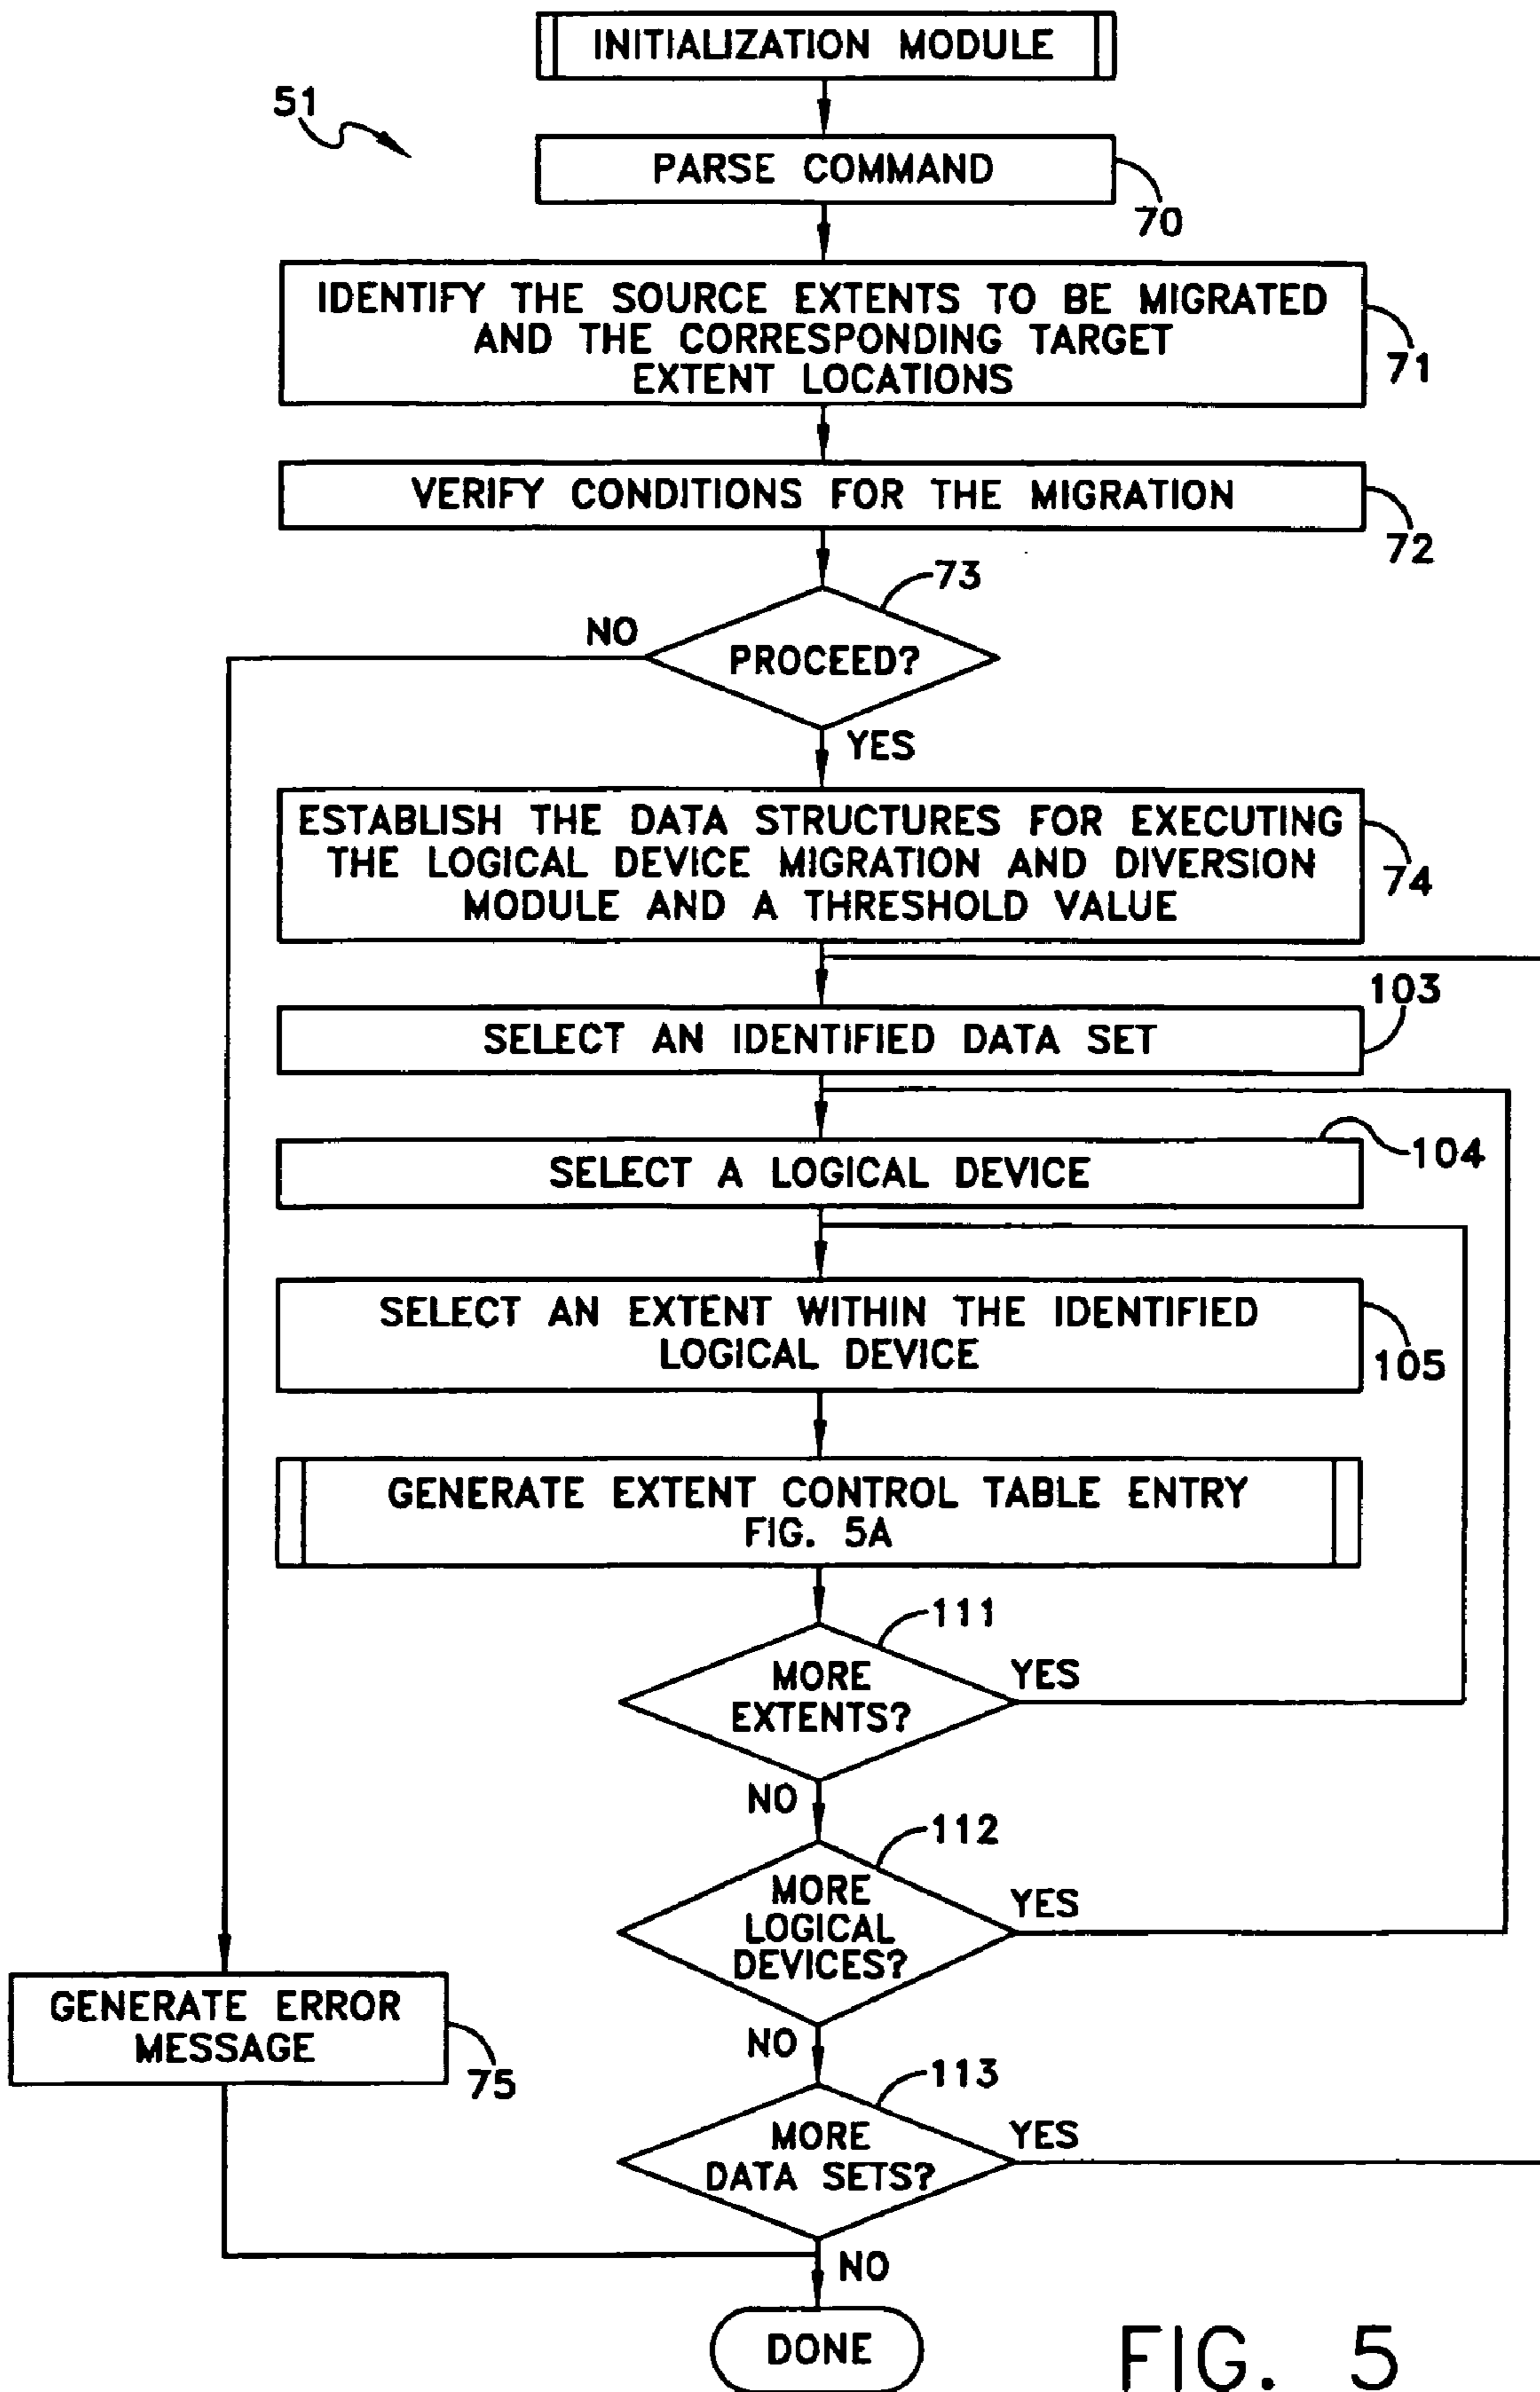 INITIALIZATION MODULE
51
PARSE COMMAND
70
IDENTIFY THE SOURCE EXTENTS TO BE MIGRATED
AND THE CORRESPONDING TARGET
EXTENT LOCATIONS
71
VERIFY CONDITIONS FOR THE MIGRATION
72
73
NO
PROCEED?
YES
ESTABLISH THE DATA STRUCTURES FOR EXECUTING
THE LOGICAL DEVICE MIGRATION AND DIVERSION
MODULE AND A THRESHOLD VALUE
74
103
SELECT AN IDENTIFIED DATA SET
104
SELECT A LOGICAL DEVICE
SELECT AN EXTENT WITHIN THE IDENTIFIED
LOGICAL DEVICE
105
GENERATE EXTENT CONTROL TABLE ENTRY
FIG. 5A
111
MORE
EXTENTS?
YES
NO
112
MORE
LOGICAL
DEVICES?
YES
GENERATE ERROR
MESSAGE
75
NO
113
MORE
DATA SETS?
YES
NO
DONE
FIG. 5